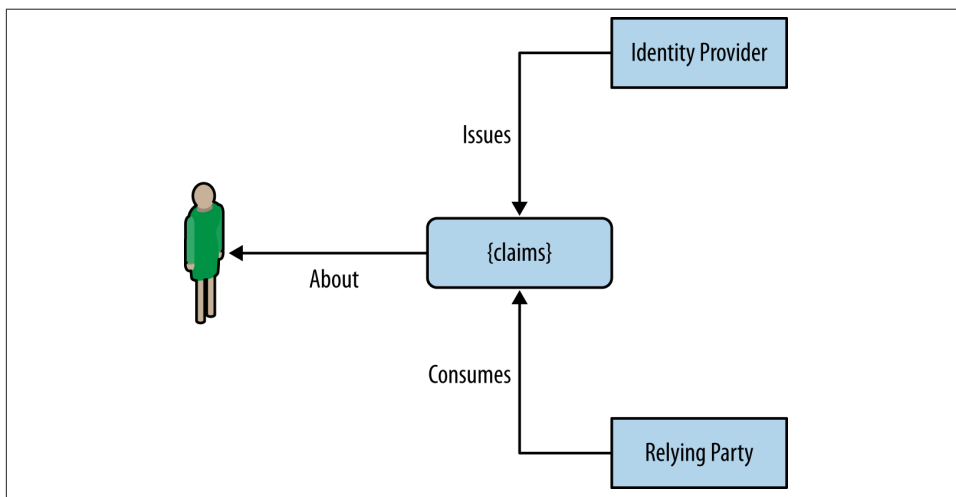 Identity Provider
Issues
{claims}
About
Consumes
Relying Party